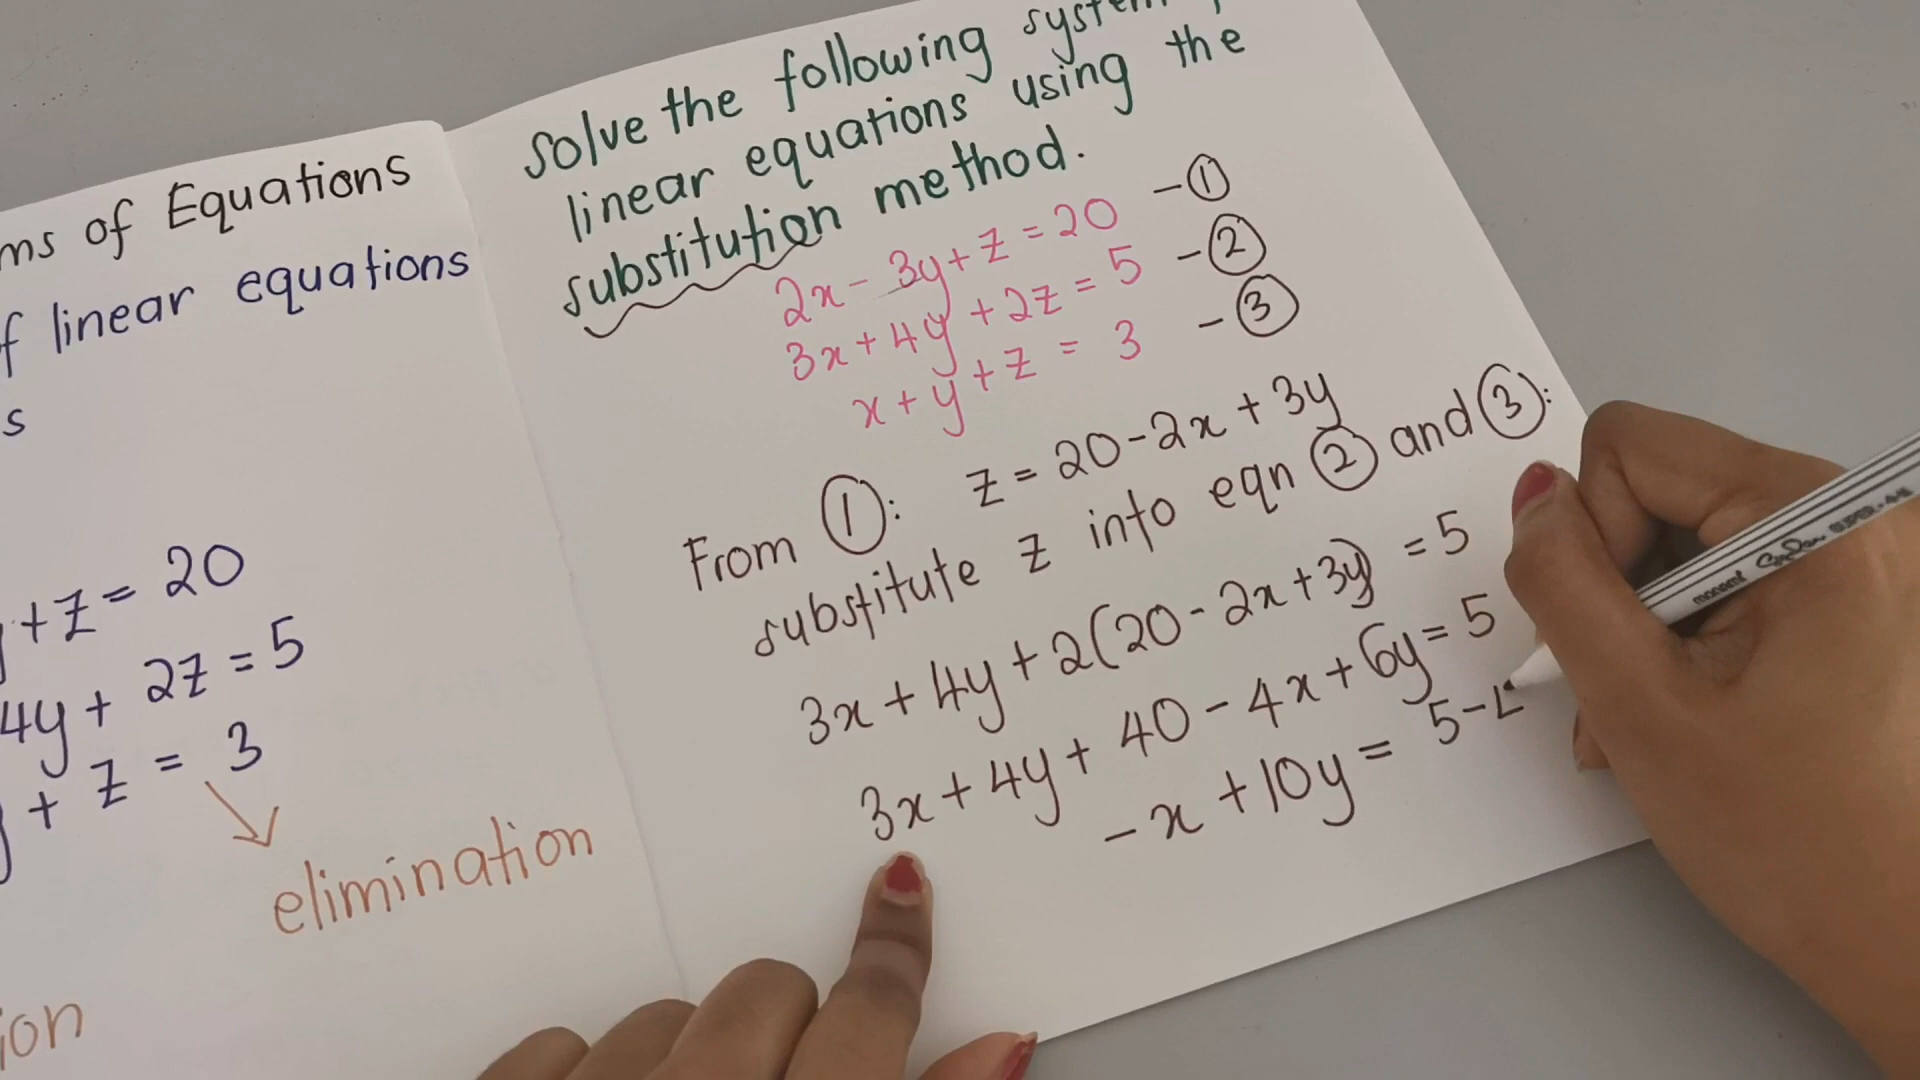 ms of Equations
f linear equations
s
+z = 20
4y + 2z = 5
+ z = 3
elimination
ion
Solve the following system
linear equations using the
substitution method.
2x - 3y + z = 20 - ①
3x + 4y + 2z = 5 - ②
x + y + z = 3 - ③
From ①: z = 20 - 2x + 3y
substitute z into eqn ② and ③:
3x + 4y + 2(20 - 2x + 3y) = 5
3x + 4y + 40 - 4x + 6y = 5
-x + 10y = 5 - 4
monami